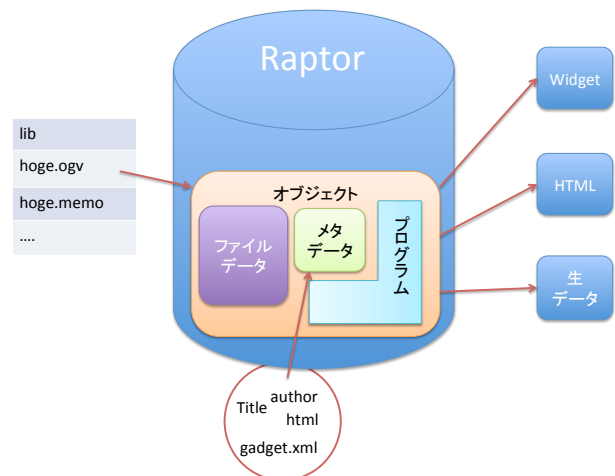 Raptor
lib
hoge.ogv
hoge.memo
....
オブジェクト
ファイル
データ
メタ
データ
プログラム
Widget
HTML
生
データ
Title author
html
gadget.xml